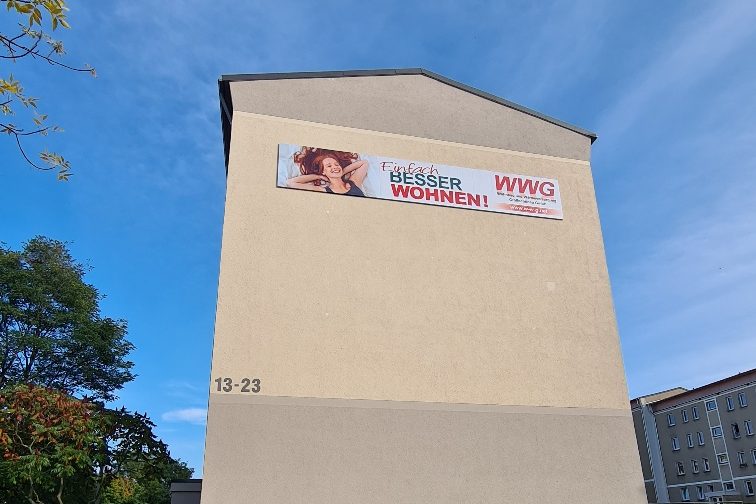 Einfach
BESSER
WOHNEN!
WWG
13-23